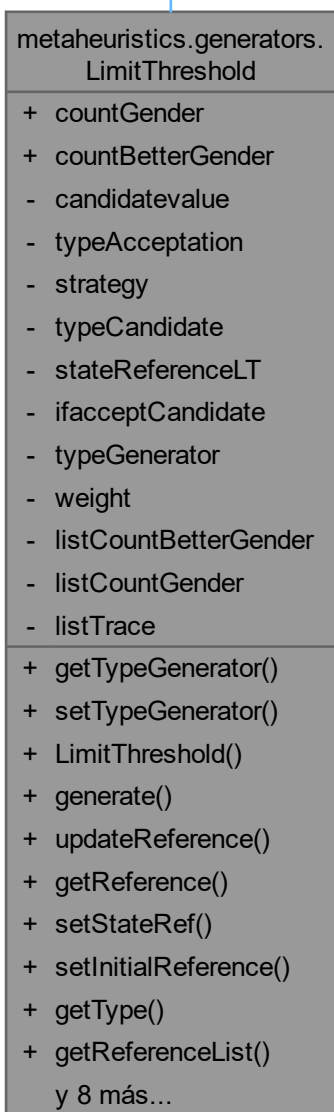 metaheuristics.generators.
LimitThreshold
+ countGender
+ countBetterGender
- candidatevalue
- typeAcceptation
- strategy
- typeCandidate
- stateReferenceLT
- ifacceptCandidate
- typeGenerator
- weight
- listCountBetterGender
- listCountGender
- listTrace
+ getTypeGenerator()
+ setTypeGenerator()
+ LimitThreshold()
+ generate()
+ updateReference()
+ getReference()
+ setStateRef()
+ setInitialReference()
+ getType()
+ getReferenceList()
y 8 más...